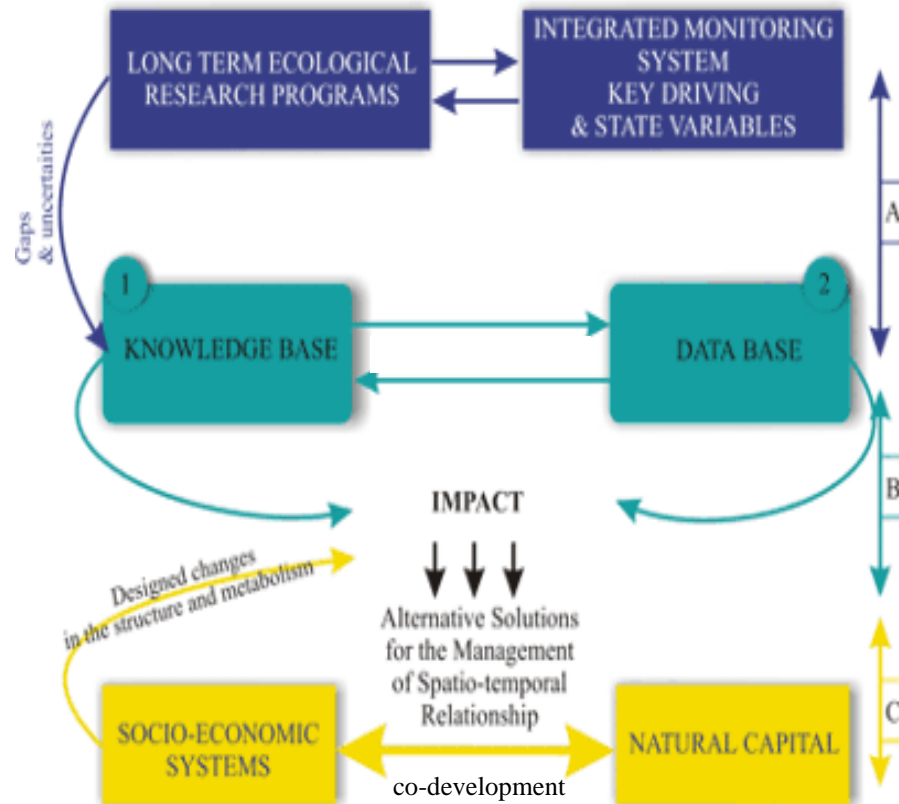 LONG TERM ECOLOGICAL
RESEARCH PROGRAMS
INTEGRATED MONITORING
SYSTEM
KEY DRIVING
& STATE VARIABLES
Gaps
& uncertaities
A
1
KNOWLEDGE BASE
2
DATA BASE
B
IMPACT
Designed changes
in the structure and metabolism
Alternative Solutions
for the Management
of Spatio-temporal
Relationship
C
SOCIO-ECONOMIC
SYSTEMS
NATURAL CAPITAL
co-development